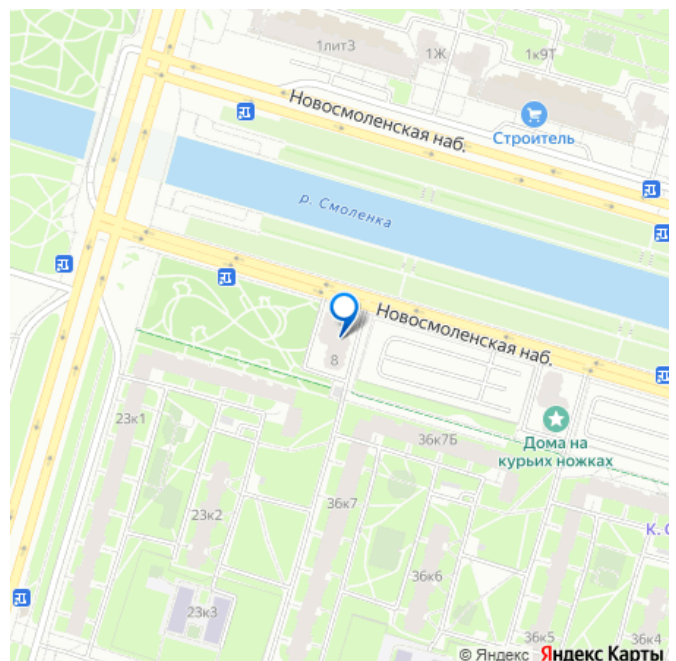 1лит3
1Ж
1к9Т
Новосмоленская наб.
Строитель
р. Смоленка
Новосмоленская наб.
8
Дома на
курьих ножках
23к1
36к7Б
23к2
36к7
К. С
36к6
23к3
36к5
36к4
© Яндекс Яндекс Карты